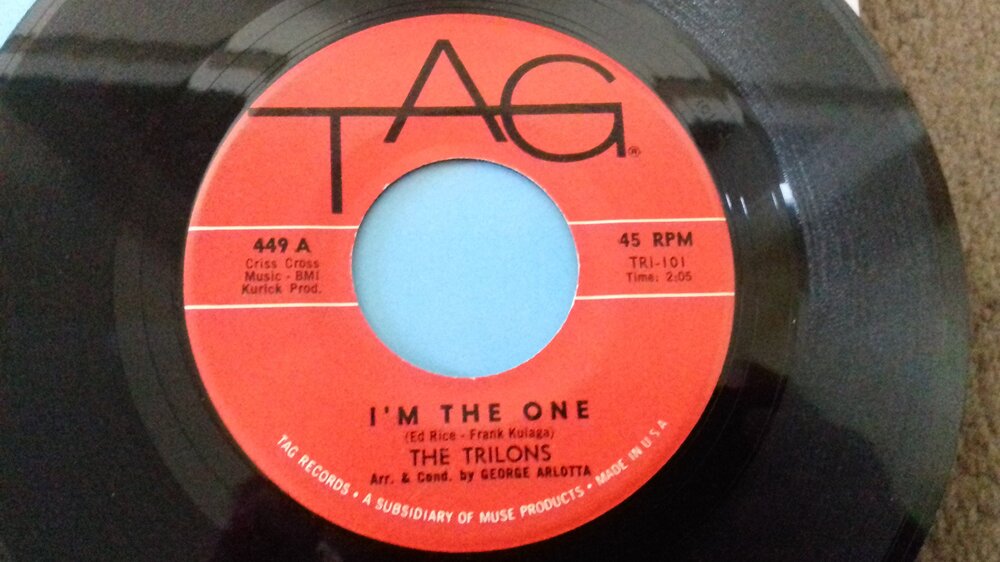 TAG®
449 A
Criss Cross
Music - BMI
Kurick Prod.
45 RPM
TRI-101
Time: 2:05
I'M THE ONE
(Ed Rice - Frank Kulaga)
THE TRILONS
Arr. & Cond. by GEORGE ARLOTTA
TAG RECORDS • A SUBSIDIARY OF MUSE PRODUCTS • MADE IN U S A